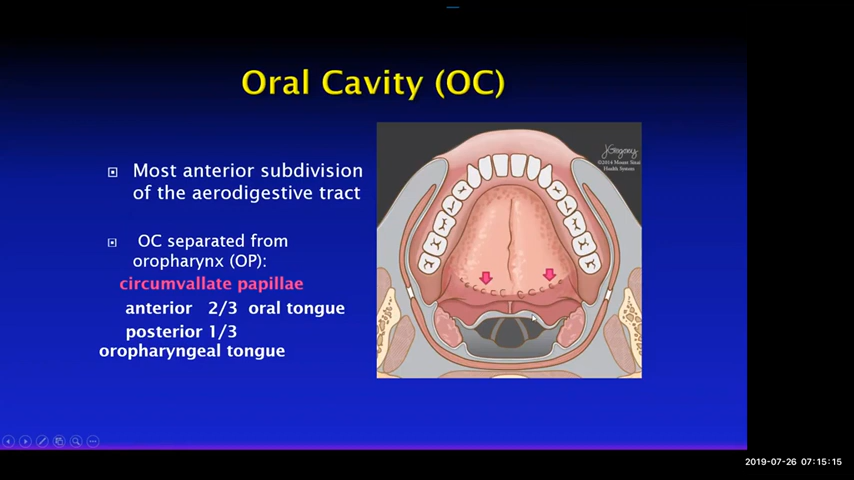 Oral Cavity (OC)
Most anterior subdivision
of the aerodigestive tract
OC separated from
oropharynx (OP):
circumvallate papillae
anterior 2/3 oral tongue
posterior 1/3
oropharyngeal tongue
JGregory
©2014 Mount Sinai
Health System
2019-07-26 07:15:15